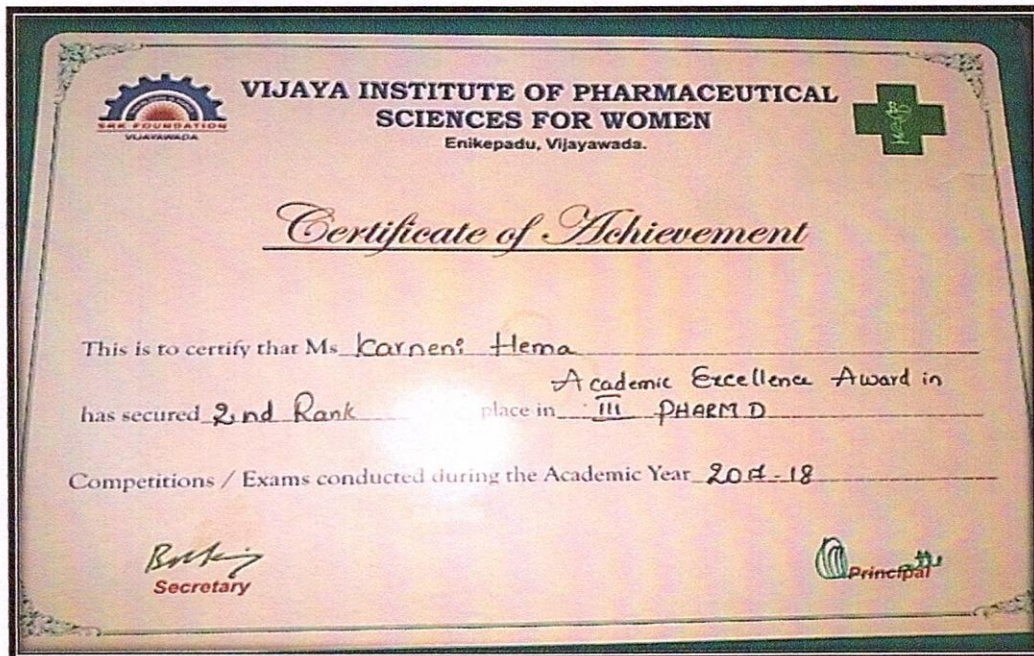 VIJAYA INSTITUTE OF PHARMACEUTICAL
SCIENCES FOR WOMEN
Enikepadu, Vijayawada.
SRK FOUNDATION
VIJAYAWADA
Certificate of Achievement
This is to certify that Ms Karneni Hema
Academic Excellence Award in
has secured 2nd Rank place in III PHARM D
Competitions / Exams conducted during the Academic Year 2017-18
Secretary
Principal